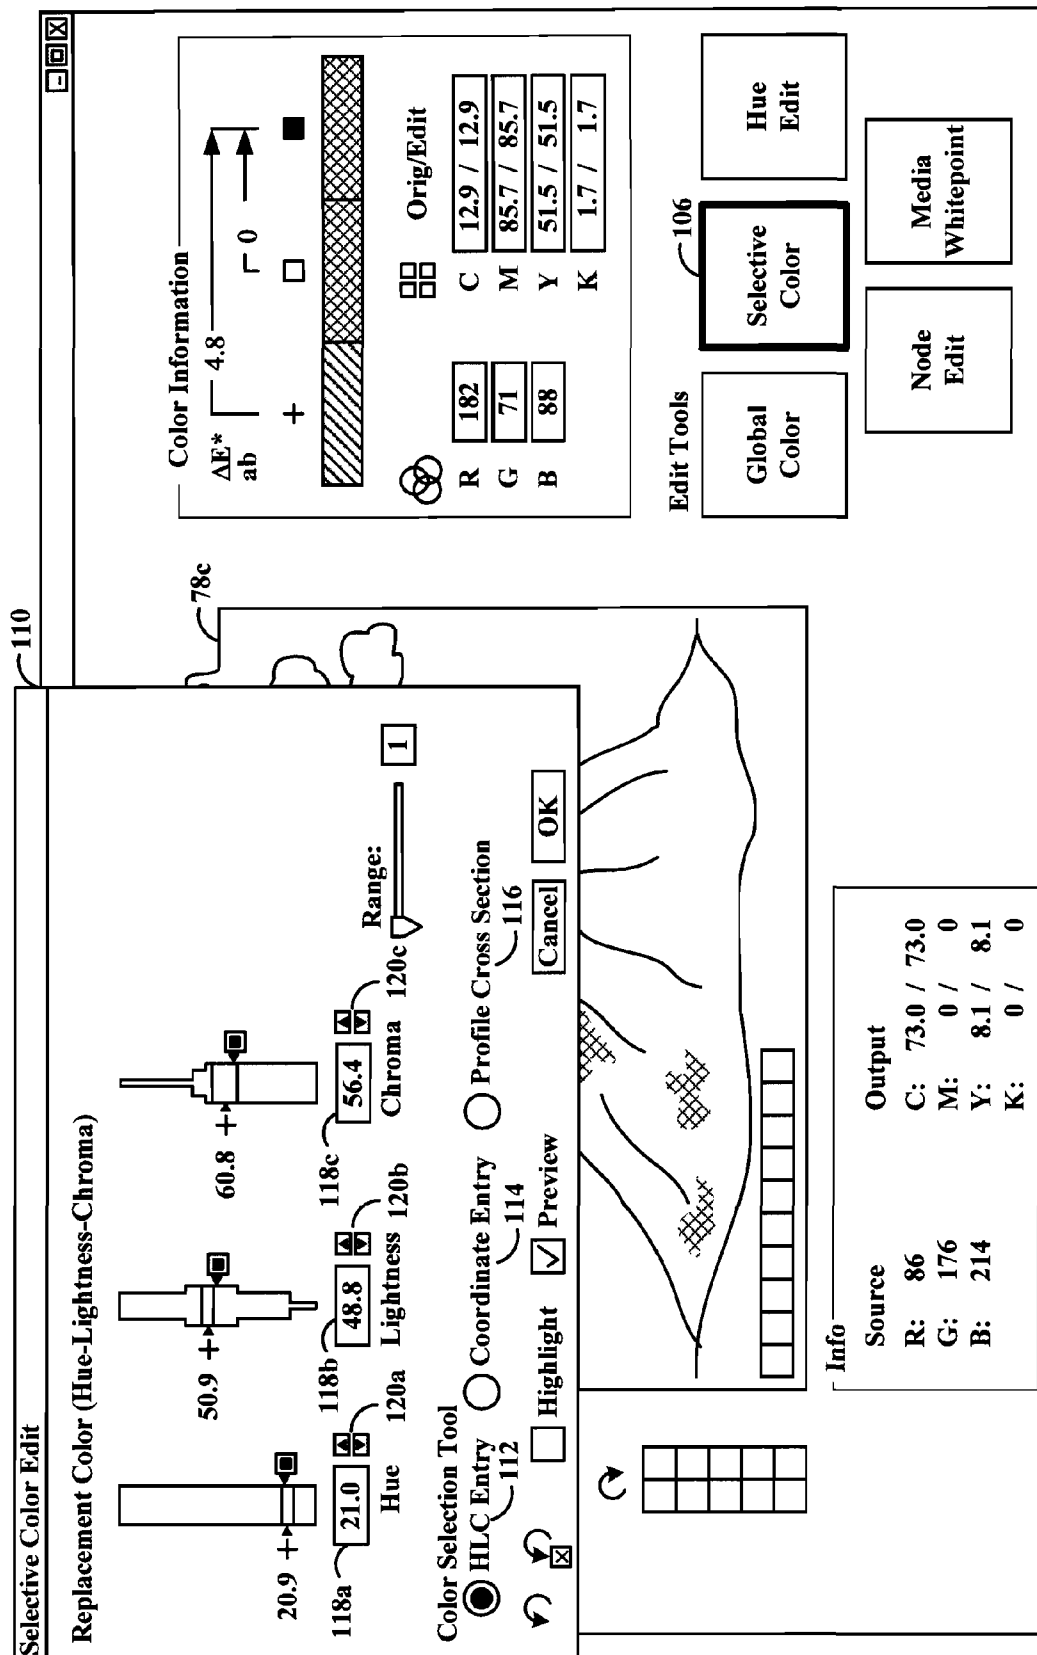 110
Selective Color Edit
Replacement Color (Hue-Lightness-Chroma)
20.9
50.9
60.8
118a
21.0
Hue
120a
118b
48.8
Lightness
120b
118c
56.4
Chroma
120c
Range:
1
Color Selection Tool
HLC Entry
112
Coordinate Entry
114
Profile Cross Section
116
Highlight
Preview
Cancel
OK
78c
Color Information
ΔE*
ab
4.8
0
Orig/Edit
R 182
G 71
B 88
C 12.9 / 12.9
M 85.7 / 85.7
Y 51.5 / 51.5
K 1.7 / 1.7
Edit Tools
106
Global
Color
Selective
Color
Hue
Edit
Node
Edit
Media
Whitepoint
Info
Source
R: 86
G: 176
B: 214
Output
C: 73.0 / 73.0
M: 0 / 0
Y: 8.1 / 8.1
K: 0 / 0